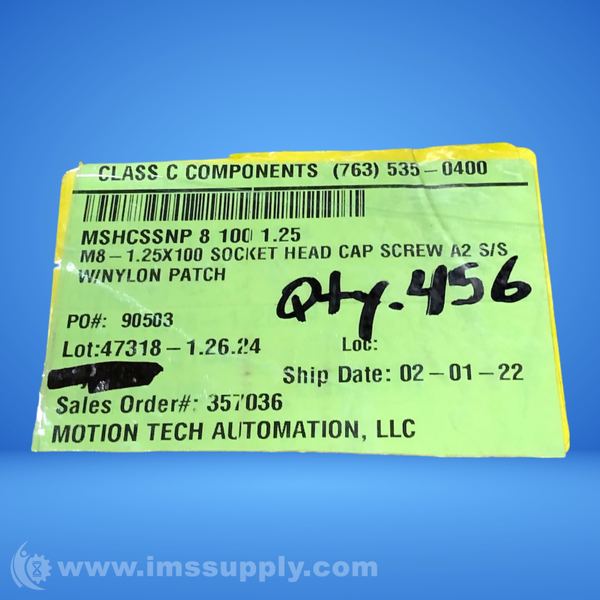 CLASS C COMPONENTS (763) 535-0400
MSHCSSNP 8 100 1.25
M8-1.25X100 SOCKET HEAD CAP SCREW A2 S/S
W/NYLON PATCH
Qty. 456
PO#: 90503
Lot:47318-1.26.24 Loc:
Ship Date: 02-01-22
Sales Order#: 357036
MOTION TECH AUTOMATION, LLC
www.imssupply.com